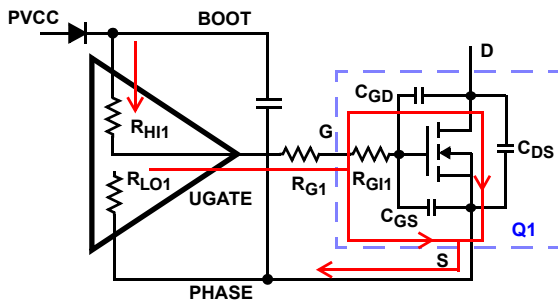 PVCC
BOOT
D
CGD
RHI1
G
RLO1
RG1
RGI1
CDS
UGATE
CGS
Q1
S
PHASE